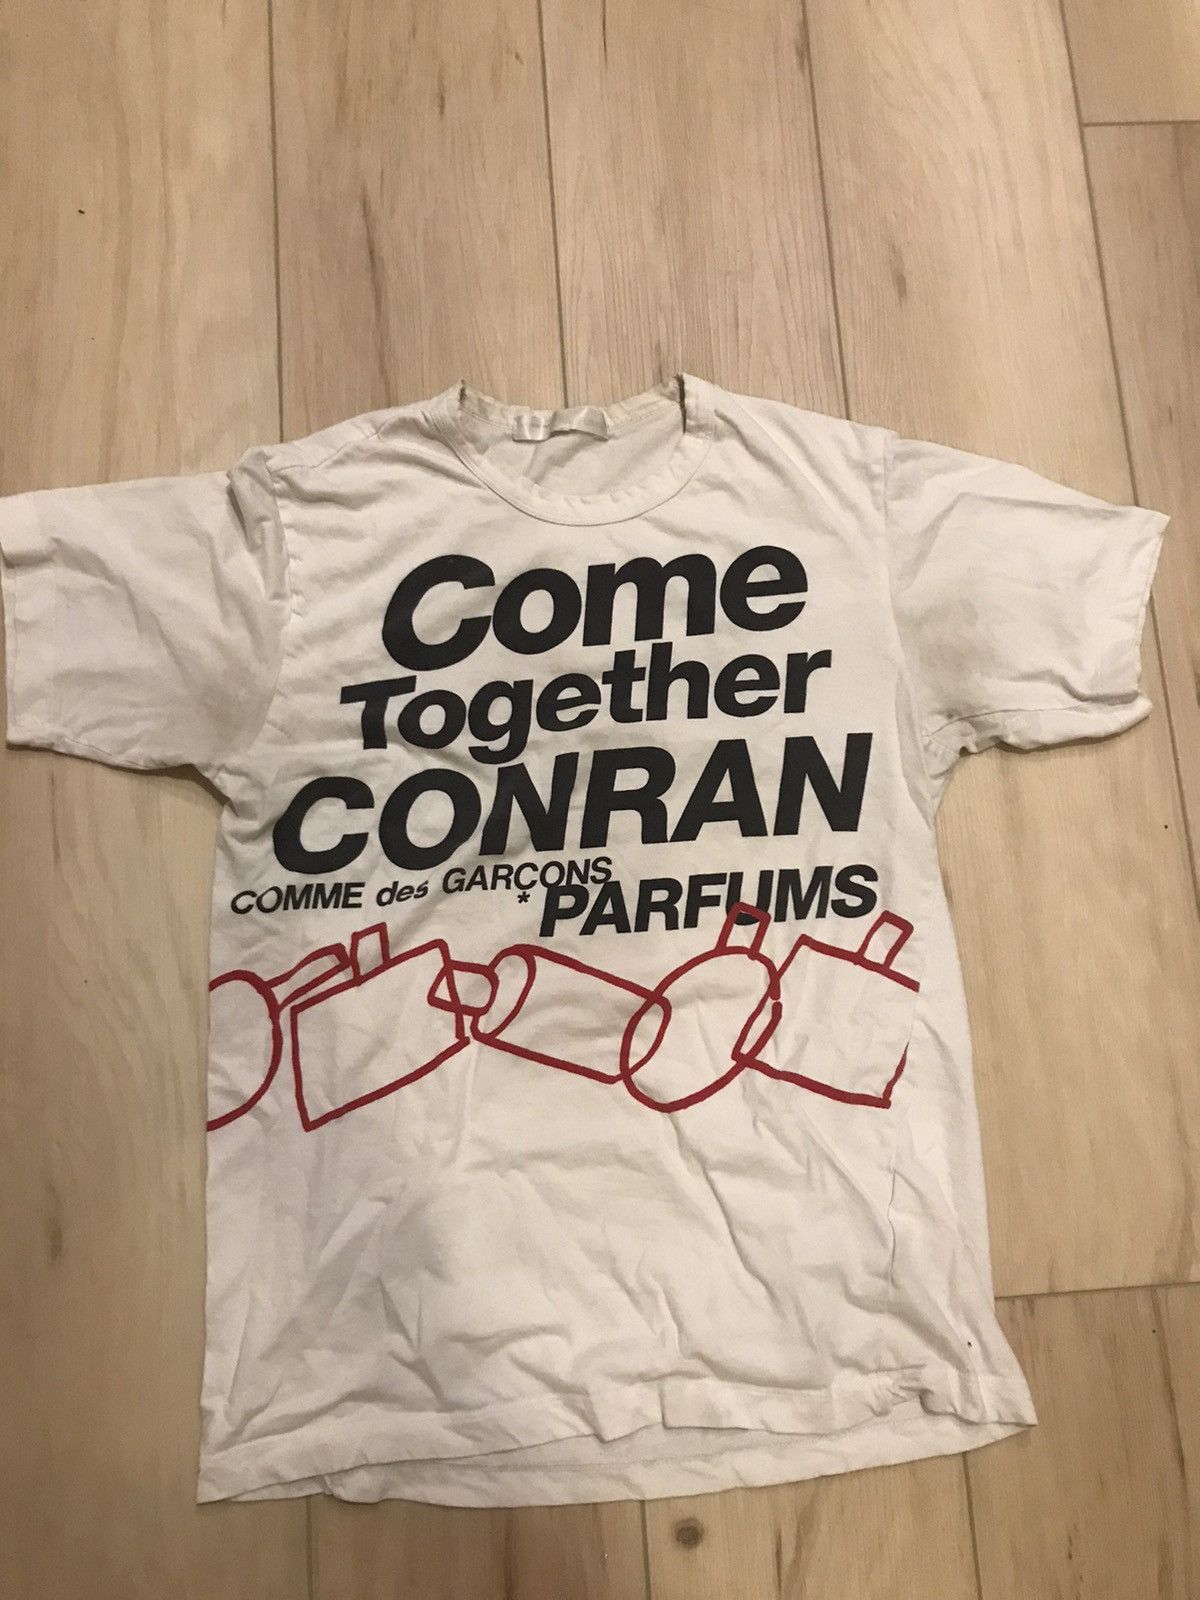 Come
Together
CONRAN
COMME des GARÇONS
* PARFUMS